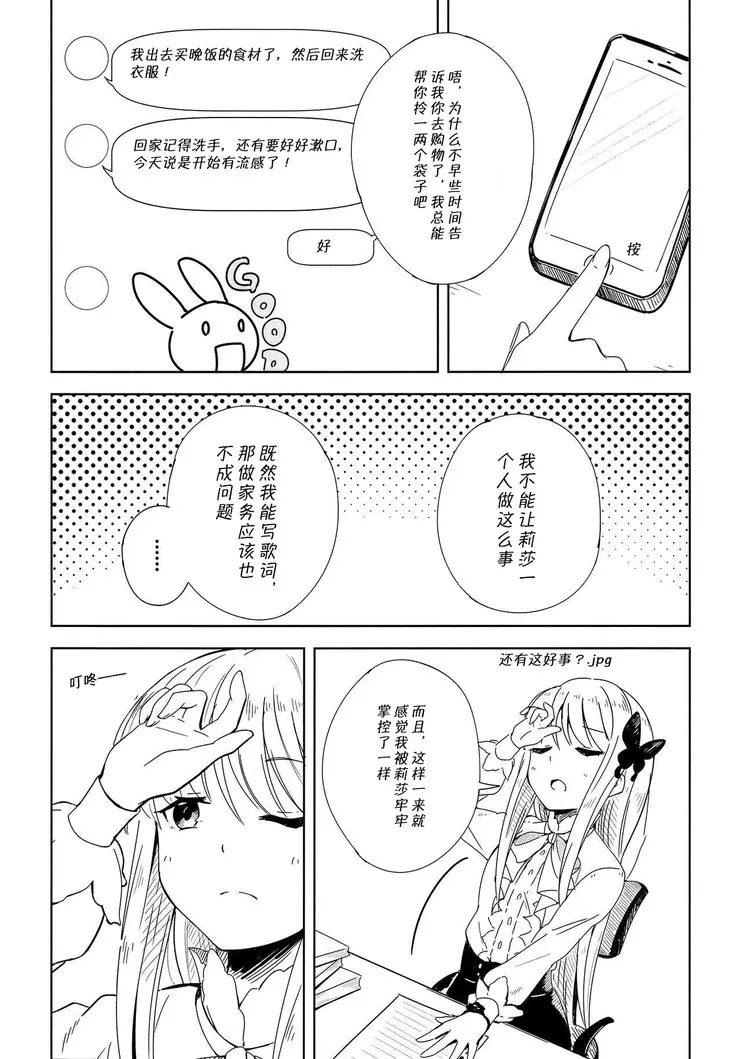 按
唔，为什么不早些时间告
诉我你去购物了，我总能
帮你拎一两个袋子吧
我出去买晚饭的食材了，然后回来洗
衣服！
回家记得洗手，还有要好好漱口，
今天说是开始有流感了！
好
GOOD
我不能让莉莎一
个人做这么事
既然我能写歌词，
那做家务应该也
不成问题
……
还有这好事？.jpg
而且，这样一来就
感觉我被莉莎牢牢
掌控了一样
叮咚——